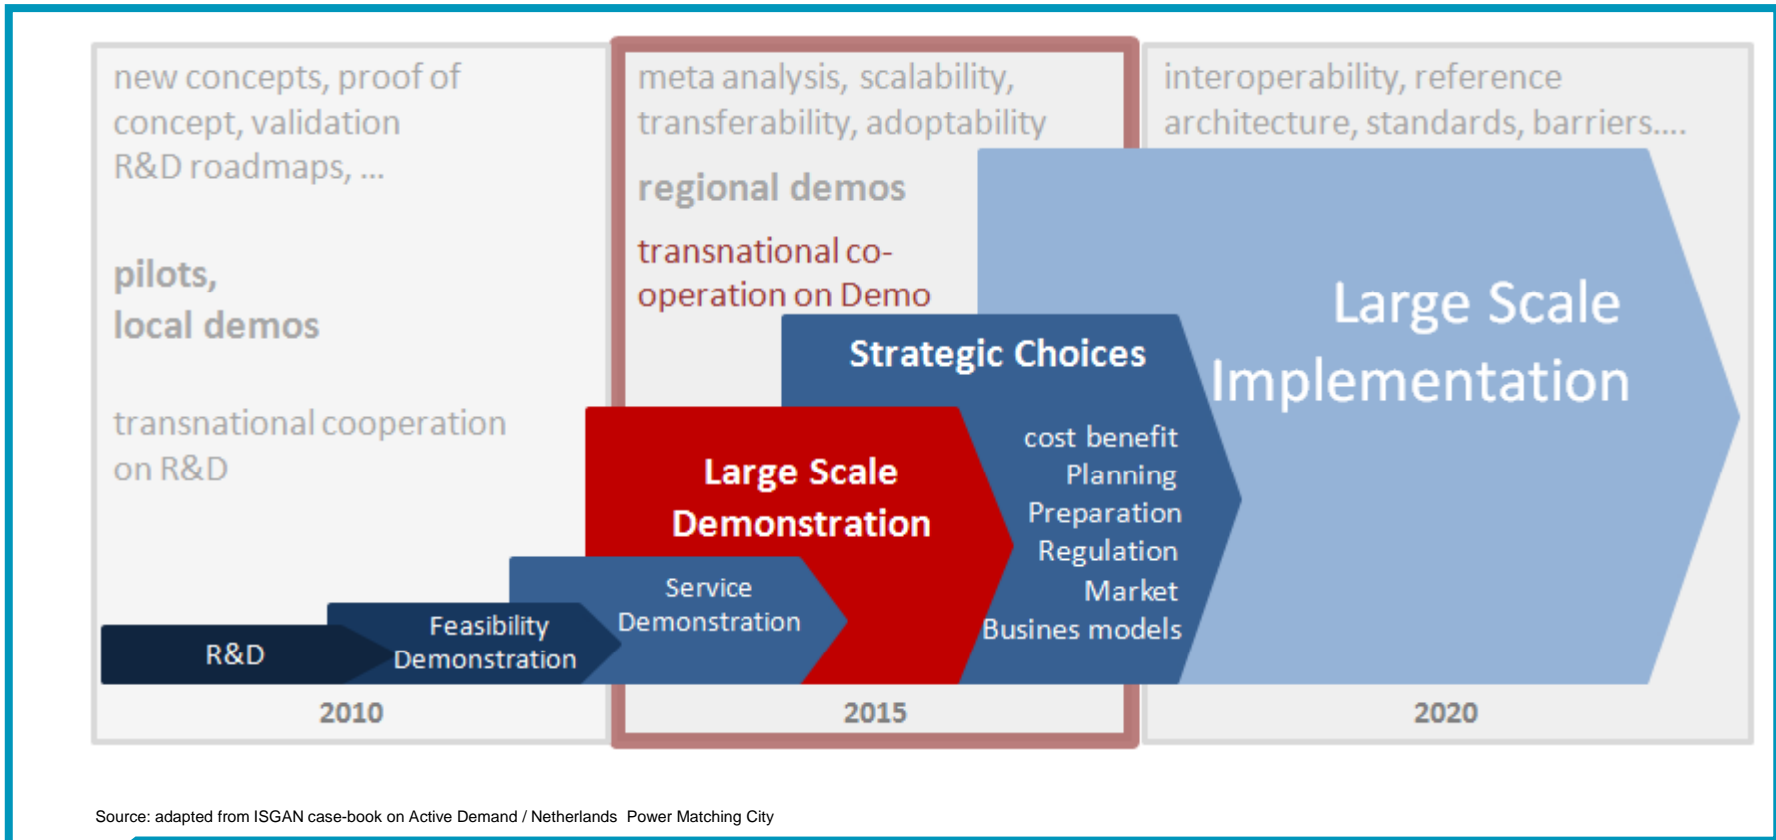 new concepts, proof of
concept, validation
R&D roadmaps, ...
pilots,
local demos
transnational cooperation
on R&D
meta analysis, scalability,
transferability, adoptability
regional demos
transnational co-
operation on Demo
interoperability, reference
architecture, standards, barriers....
Large Scale
Implementation
Strategic Choices
cost benefit
Planning
Preparation
Regulation
Market
Busines models
Large Scale
Demonstration
Service
Demonstration
Feasibility
Demonstration
R&D
2010
2015
2020
Source: adapted from ISGAN case-book on Active Demand / Netherlands  Power Matching City